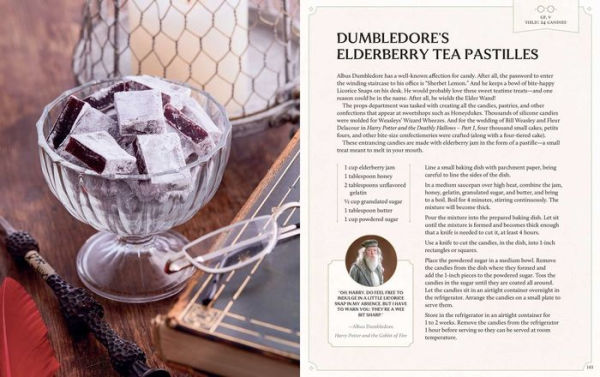 EF, V
YIELD: 24 CANDIES
DUMBLEDORE'S
ELDERBERRY TEA PASTILLES
Albus Dumbledore has a well-known affection for candy. After all, the password to enter
the winding staircase to his office is "Sherbet Lemon." And he keeps a bowl of bite-happy
Licorice Snaps on his desk. He would probably love these sweet teatime treats—and one
reason could be in the name. After all, he wields the Elder Wand!
The props department was tasked with creating all the candies, pastries, and other
confections that appear at sweetshops such as Honeydukes. Thousands of silicone candies
were molded for Weasleys' Wizard Wheezes. And for the wedding of Bill Weasley and Fleur
Delacour in Harry Potter and the Deathly Hallows – Part 1, four thousand small cakes, petits
fours, and other bite-size confectioneries were crafted (along with a four-tiered cake).
These entrancing candies are made with elderberry jam in the form of a pastille—a small
treat meant to melt in your mouth.
1 cup elderberry jam
1 tablespoon honey
2 tablespoons unflavored
gelatin
½ cup granulated sugar
1 tablespoon butter
1 cup powdered sugar
Line a small baking dish with parchment paper, being
careful to line the sides of the dish.
In a medium saucepan over high heat, combine the jam,
honey, gelatin, granulated sugar, and butter, and bring to
a boil. Boil for 4 minutes, stirring continuously. The
mixture will become thick.
Pour the mixture into the prepared baking dish. Let sit
until the mixture is formed and becomes thick enough
that a knife is needed to cut it, at least 4 hours.
Use a knife to cut the candies, in the dish, into 1-inch
rectangles or squares.
Place the powdered sugar in a medium bowl. Remove
the candies from the dish where they formed and
add the 1-inch pieces to the powdered sugar. Toss the
candies in the sugar until they are coated all around.
Let the candies sit in an airtight container overnight in
the refrigerator. Arrange the candies on a small plate to
serve them.
Store in the refrigerator in an airtight container for
1 to 2 weeks. Remove the candies from the refrigerator
1 hour before serving so they can be served at room
temperature.
"OH, HARRY, DO FEEL FREE TO
INDULGE IN A LITTLE LICORICE
SNAP IN MY ABSENCE. BUT I HAVE
TO WARN YOU: THEY'RE A WEE
BIT SHARP."
—Albus Dumbledore
Harry Potter and the Goblet of Fire